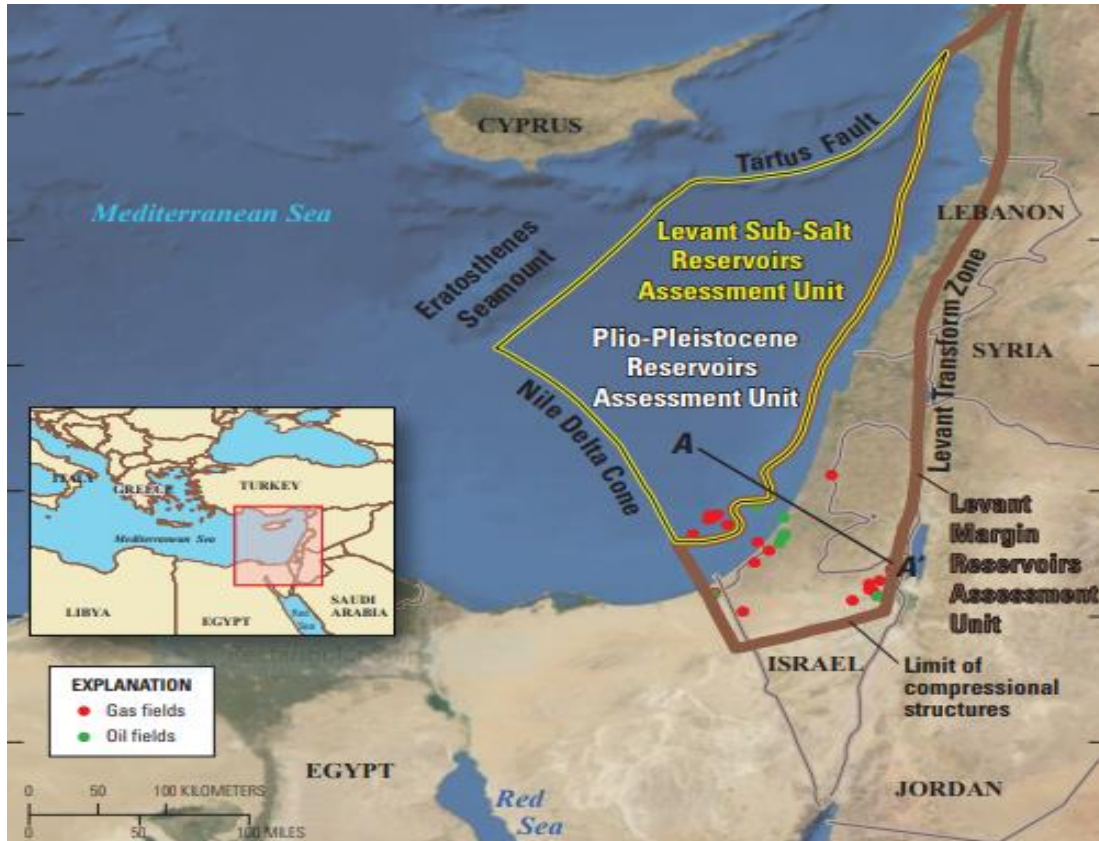 CYPRUS
Tartus Fault
Mediterranean Sea
LEBANON
Levant Sub-Salt
Reservoirs
Assessment Unit
Eratosthenes
Seamount
Plio-Pleistocene
Reservoirs
Assessment Unit
Levant Transform Zone
SYRIA
Nile Delta Cone
A
ITALY
GREECE
TURKEY
Mediterranean Sea
LIBYA
EGYPT
SAUDI
ARABIA
Red
Sea
A'
Levant
Margin
Reservoirs
Assessment
Unit
ISRAEL
Limit of
compressional
structures
EXPLANATION
Gas fields
Oil fields
EGYPT
JORDAN
0 50 100 KILOMETERS
0 50 100 MILES
Red
Sea